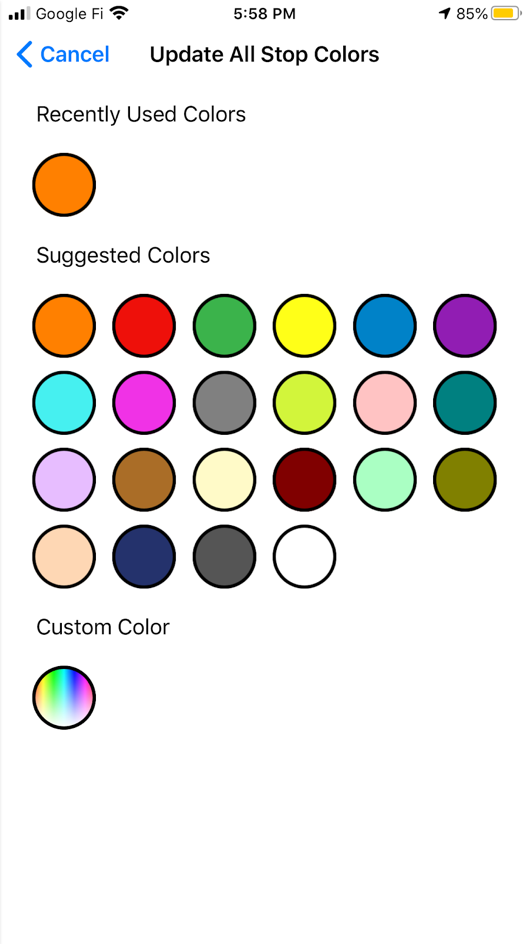 Google Fi 5:58 PM 85%
Cancel Update All Stop Colors
Recently Used Colors
Suggested Colors
Custom Color